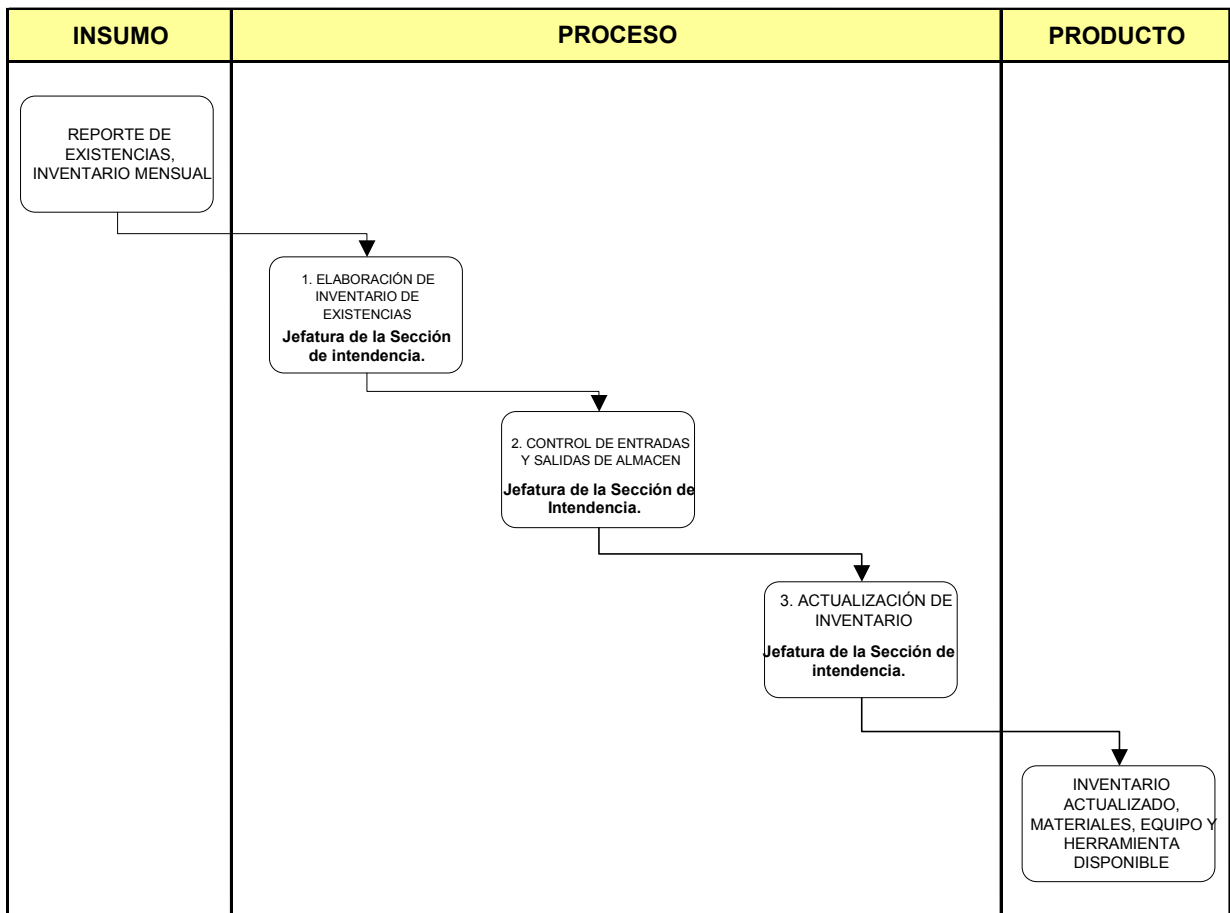 INSUMO
PROCESO
PRODUCTO
REPORTE DE
EXISTENCIAS,
INVENTARIO MENSUAL
1. ELABORACIÓN DE
INVENTARIO DE
EXISTENCIAS
Jefatura de la Sección
de intendencia.
2. CONTROL DE ENTRADAS
Y SALIDAS DE ALMACEN
Jefatura de la Sección de
Intendencia.
3. ACTUALIZACIÓN DE
INVENTARIO
Jefatura de la Sección de
intendencia.
INVENTARIO
ACTUALIZADO,
MATERIALES, EQUIPO Y
HERRAMIENTA
DISPONIBLE